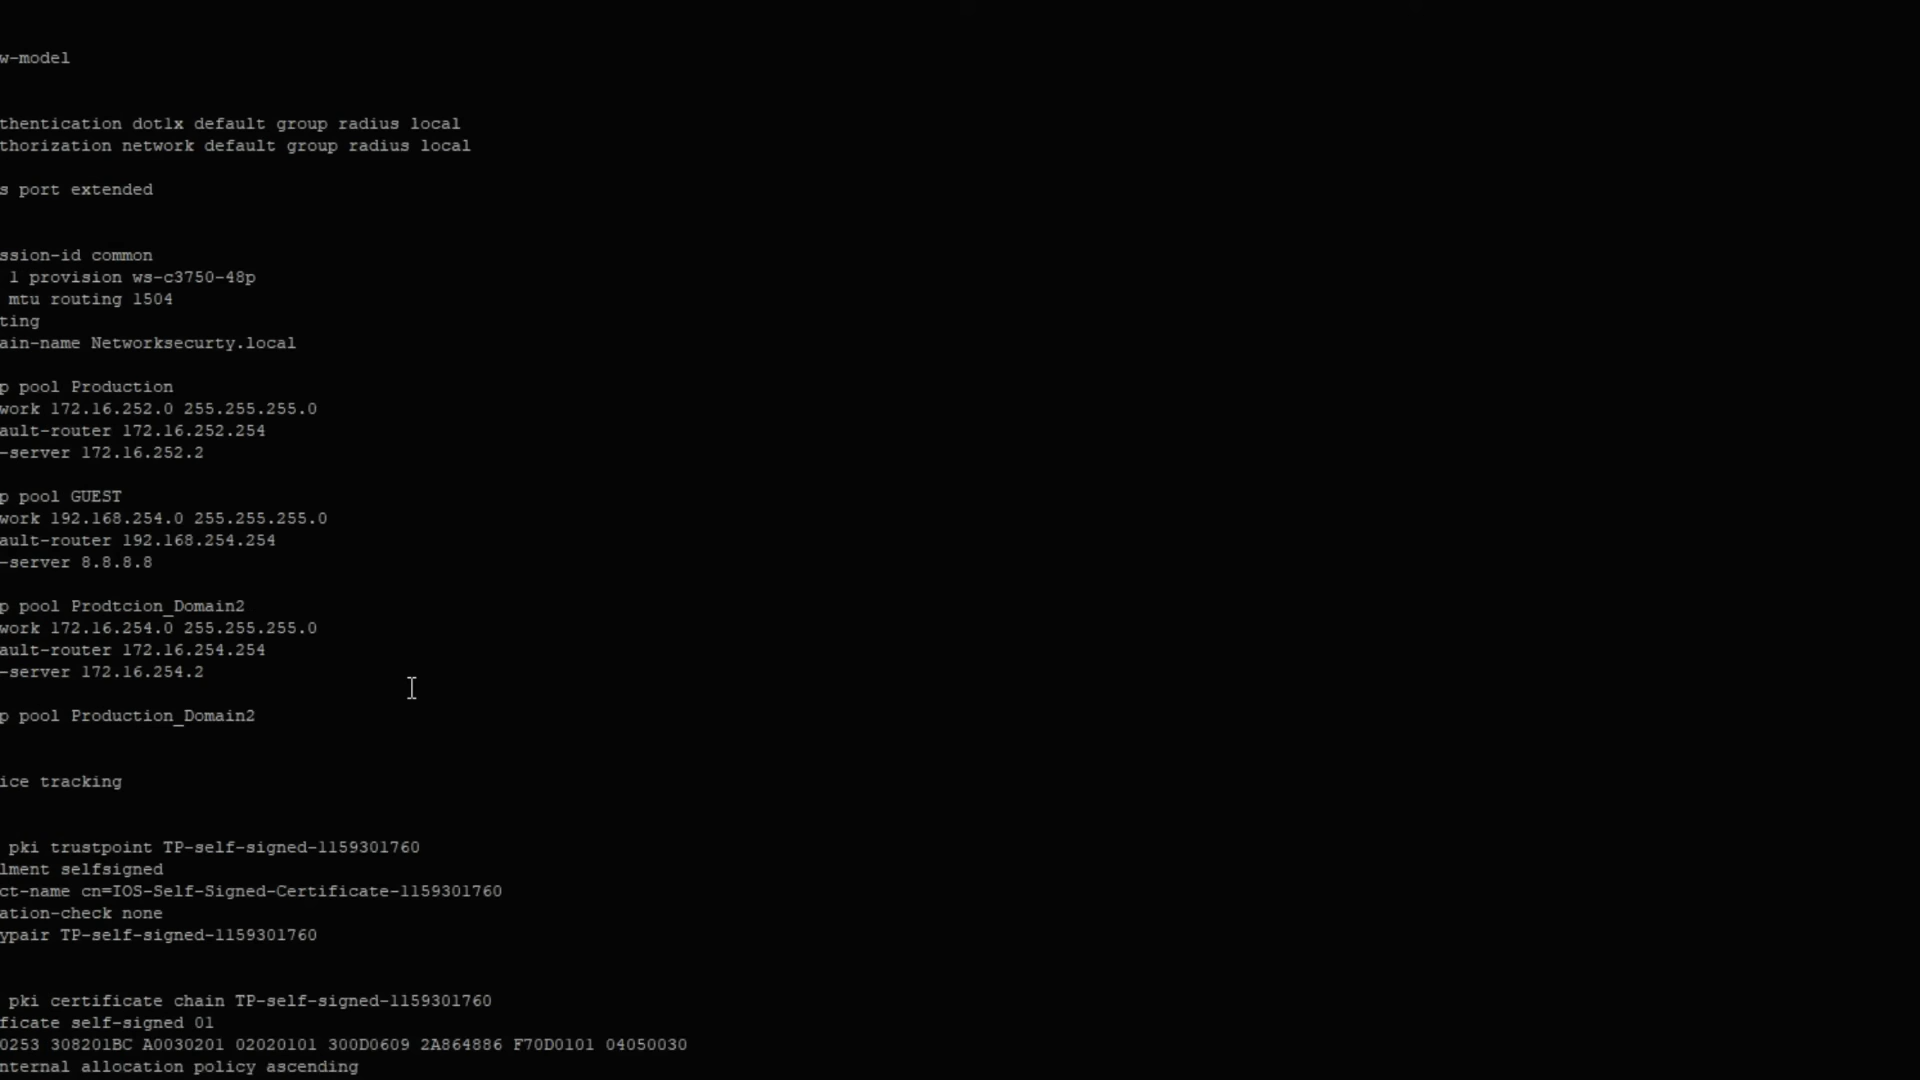 w-model
thentication dot1x default group radius local
thorization network default group radius local
s port extended
ssion-id common
1 provision ws-c3750-48p
mtu routing 1504
ting
ain-name Networksecurty.local
p pool Production
work 172.16.252.0 255.255.255.0
ault-router 172.16.252.254
-server 172.16.252.2
p pool GUEST
work 192.168.254.0 255.255.255.0
ault-router 192.168.254.254
-server 8.8.8.8
p pool Prodtcion_Domain2
work 172.16.254.0 255.255.255.0
ault-router 172.16.254.254
-server 172.16.254.2
p pool Production_Domain2
ice tracking
pki trustpoint TP-self-signed-1159301760
lment selfsigned
ct-name cn=IOS-Self-Signed-Certificate-1159301760
ation-check none
ypair TP-self-signed-1159301760
pki certificate chain TP-self-signed-1159301760
ficate self-signed 01
0253 308201BC A0030201 02020101 300D0609 2A864886 F70D0101 04050030
nternal allocation policy ascending